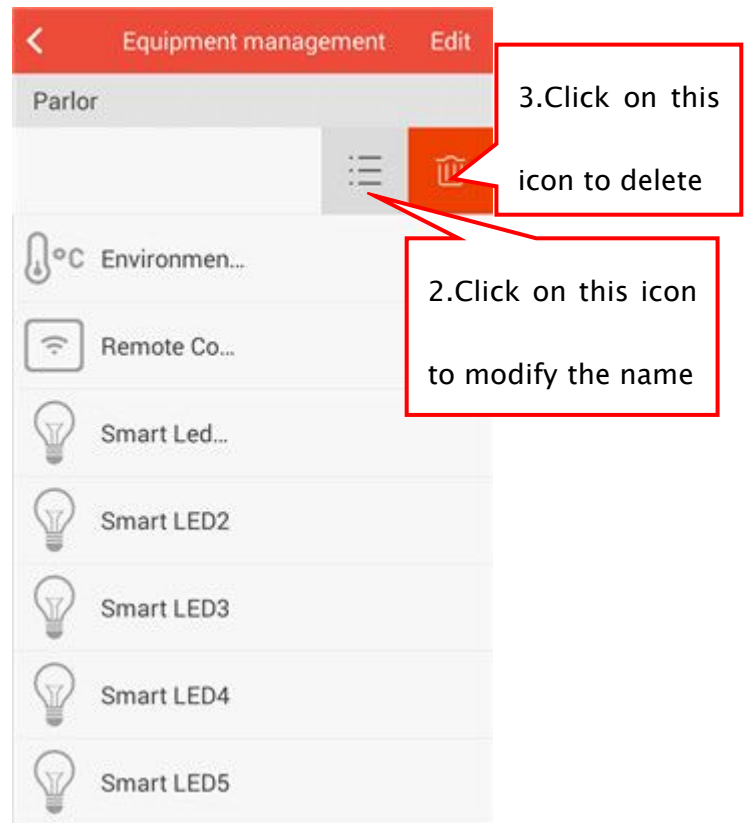 Equipment management Edit
Parlor
3.Click on this
icon to delete
2.Click on this icon
to modify the name
°C Environmen...
Remote Co...
Smart Led...
Smart LED2
Smart LED3
Smart LED4
Smart LED5